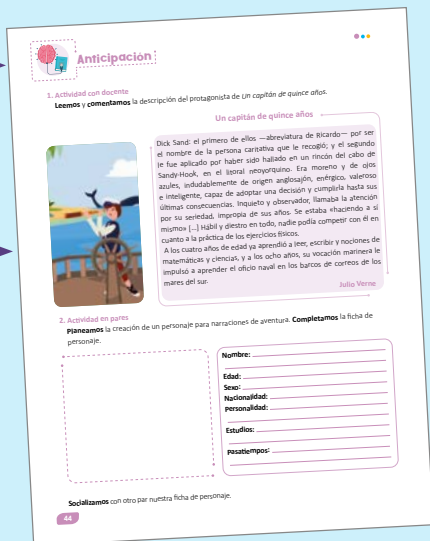 Anticipación
1. Actividad con docente
Leemos y comentamos la descripción del protagonista de Un capitán de quince años.
Un capitán de quince años
Dick Sand: el primero de ellos —abreviatura de Ricardo— por ser
el nombre de la persona caritativa que le recogió; y el segundo
le fue aplicado por haber sido hallado en un rincón del cabo de
Sandy-Hook, en el litoral neoyorquino. Era moreno y de ojos
azules, indudablemente de origen anglosajón, enérgico, valeroso
e inteligente, capaz de adoptar una decisión y cumplirla hasta sus
últimas consecuencias. Inquieto y observador, llamaba la atención
por su seriedad, impropia de sus años. Se estaba «haciendo a sí
mismo» [...] Hábil y diestro en todo, nadie podía competir con él en
cuanto a la práctica de los ejercicios físicos.
A los cuatro años de edad ya aprendió a leer, escribir y nociones de
matemáticas y ciencias, y a los ocho años, su vocación marinera le
impulsó a aprender el oficio naval en los barcos de correos de los
mares del sur.
Julio Verne
2. Actividad en pares
Planeamos la creación de un personaje para narraciones de aventura. Completamos la ficha de
personaje.
Nombre:
Edad:
Sexo:
Nacionalidad:
Personalidad:
Estudios:
Pasatiempos:
Socializamos con otro par nuestra ficha de personaje.
44